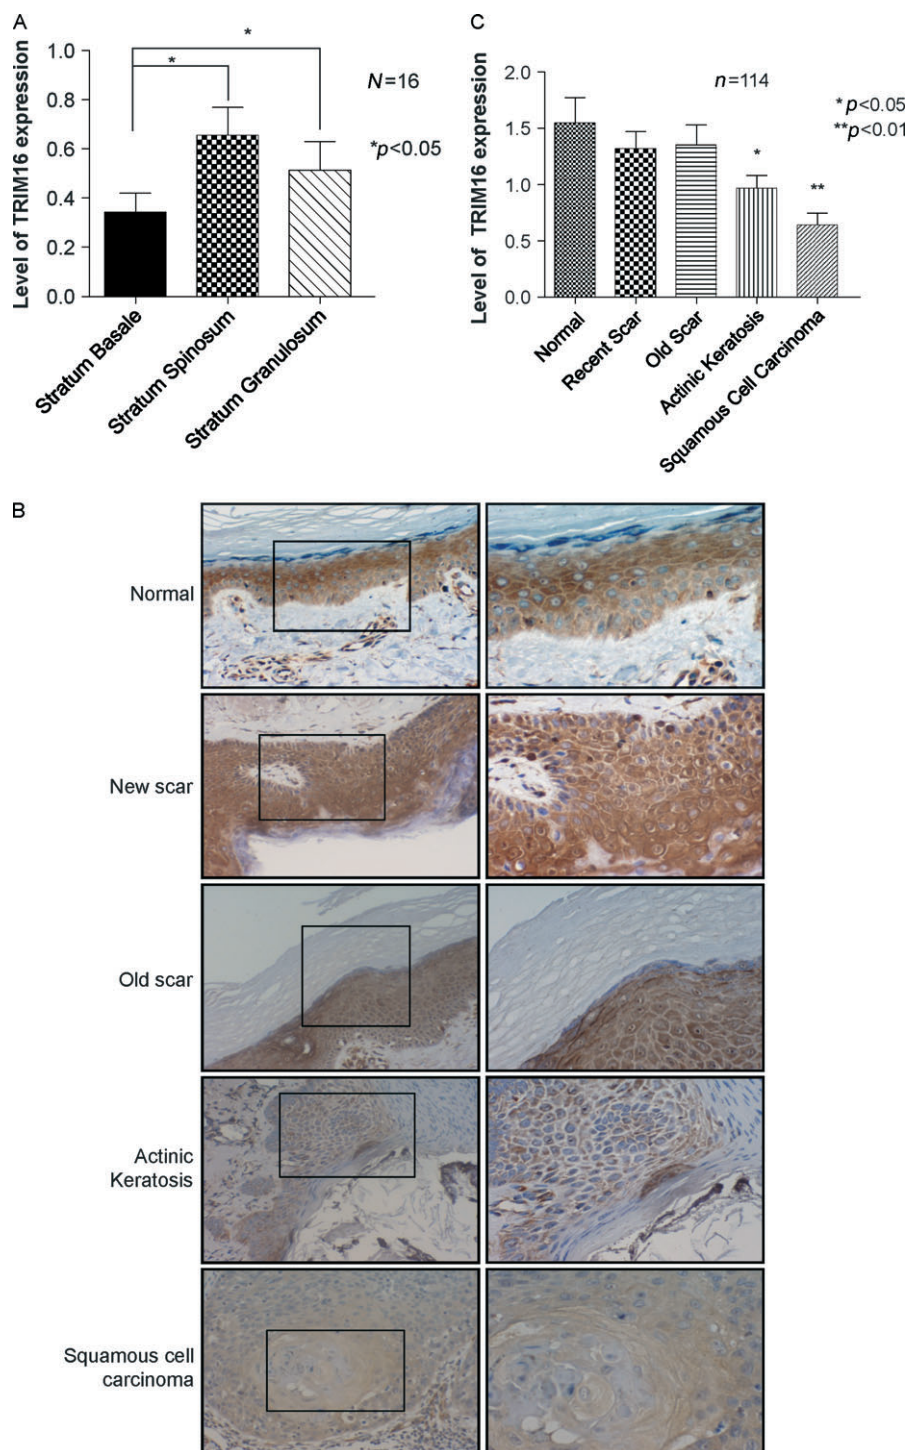 A
Level of TRIM16 expression
1.0
0.8
0.6
0.4
0.2
0.0
*
*
N=16
*p<0.05
Stratum Basale
Stratum Spinosum
Stratum Granulosum
C
Level of TRIM16 expression
2.0
1.5
1.0
0.5
0.0
n=114
*p<0.05
**p<0.01
*
**
Normal
Recent Scar
Old Scar
Actinic Keratosis
Squamous Cell Carcinoma
B
Normal
New scar
Old scar
Actinic
Keratosis
Squamous cell
carcinoma